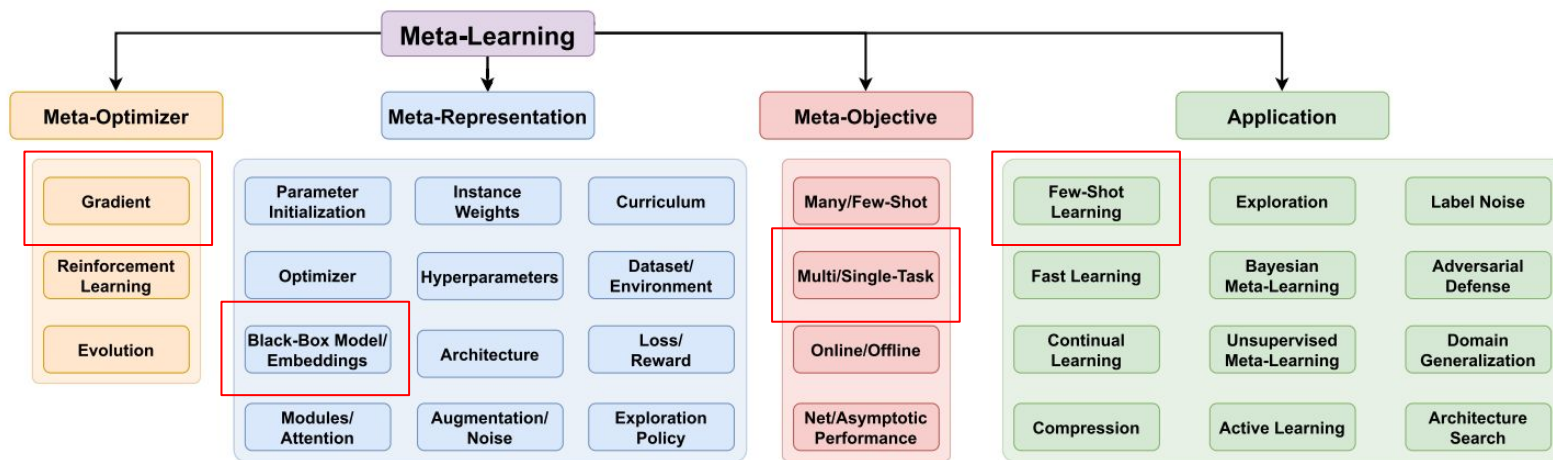 Meta-Learning
Meta-Optimizer
Meta-Representation
Meta-Objective
Application
Gradient
Reinforcement
Learning
Evolution
Parameter
Initialization
Instance
Weights
Curriculum
Optimizer
Hyperparameters
Dataset/
Environment
Black-Box Model/
Embeddings
Architecture
Loss/
Reward
Modules/
Attention
Augmentation/
Noise
Exploration
Policy
Many/Few-Shot
Multi/Single-Task
Online/Offline
Net/Asymptotic
Performance
Few-Shot
Learning
Exploration
Label Noise
Fast Learning
Bayesian
Meta-Learning
Adversarial
Defense
Continual
Learning
Unsupervised
Meta-Learning
Domain
Generalization
Compression
Active Learning
Architecture
Search